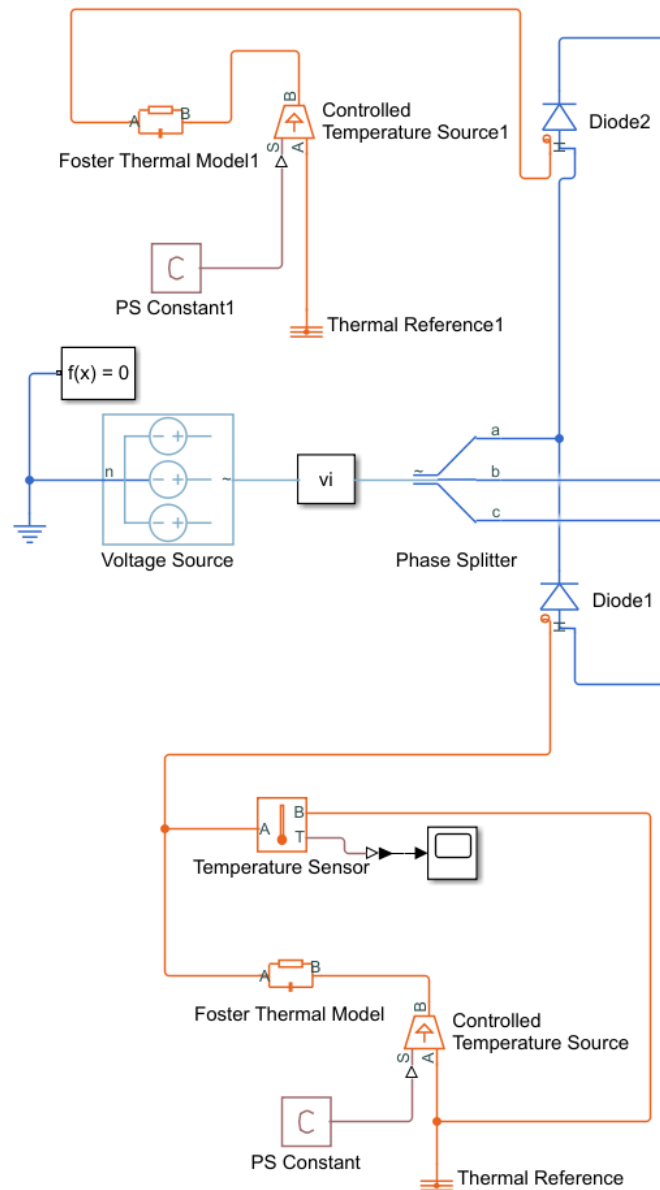 B
A B
Controlled
Temperature Source1
Diode2
Foster Thermal Model1
S A
H
C
PS Constant1
Thermal Reference1
f(x) = 0
a
n
~
vi
~
b
c
Voltage Source
Phase Splitter
Diode1
H
A B
T
Temperature Sensor
A B
Foster Thermal Model
B
Controlled
Temperature Source
S A
C
PS Constant
Thermal Reference